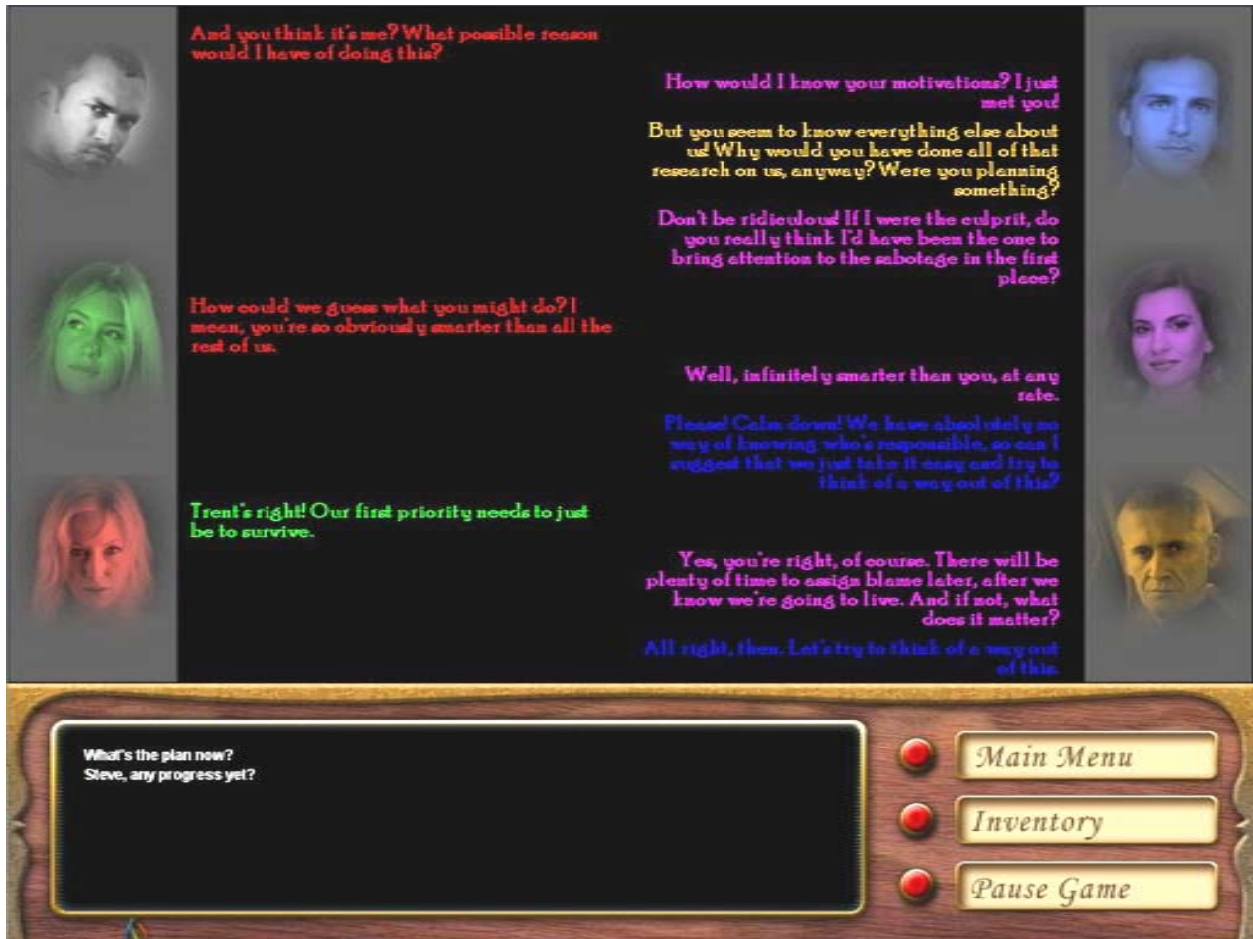 And you think it's me? What possible reason
would I have of doing this?
How would I know your motivations? I just
met you!
But you seem to know everything else about
us! Why would you have done all of that
research on us, anyway? Were you planning
something?
Don't be ridiculous! If I were the culprit, do
you really think I'd have been the one to
bring attention to the sabotage in the first
place?
How could we guess what you might do? I
mean, you're so obviously smarter than all the
rest of us.
Well, infinitely smarter than you, at any
rate.
Please! Calm down! We have absolutely no
way of knowing who's responsible, so can I
suggest that we just take it easy and try to
think of a way out of this?
Trent's right! Our first priority needs to just
be to survive.
Yes, you're right, of course. There will be
plenty of time to assign blame later, after we
know we're going to live. And if not, what
does it matter?
All right, then. Let's try to think of a way out
of this.
What's the plan now?
Steve, any progress yet?
Main Menu
Inventory
Pause Game